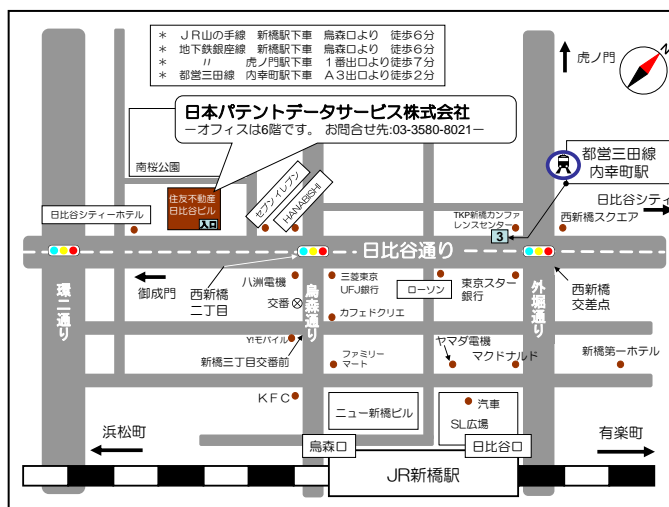 ＊ ＪＲ山の手線 新橋駅下車 烏森口より 徒歩６分
＊ 地下鉄銀座線 新橋駅下車 烏森口より 徒歩６分
＊ 〃 虎ノ門駅下車 １番出口より徒歩７分
＊ 都営三田線 内幸町駅下車 Ａ３出口より徒歩２分
虎ノ門
N
日本パテントデータサービス株式会社
－オフィスは6階です。 お問合せ先:03-3580-8021－
南桜公園
都営三田線
内幸町駅
住友不動産
日比谷ビル
入口
セブンイレブン
HANABISHI
日比谷シティーホテル
日比谷シティ
TKP新橋カンファ
レンスセンター
西新橋スクエア
3
日比谷通り
御成門
西新橋
二丁目
八洲電機
三菱東京
UFJ銀行
ローソン
東京スター
銀行
西新橋
交差点
環二通り
烏森通り
外堀通り
交番
カフェドクリエ
Y!モバイル
新橋三丁目交番前
ファミリー
マート
ヤマダ電機
マクドナルド
新橋第一ホテル
ＫＦＣ
ニュー新橋ビル
汽車
SL広場
浜松町
烏森口
日比谷口
有楽町
JR新橋駅